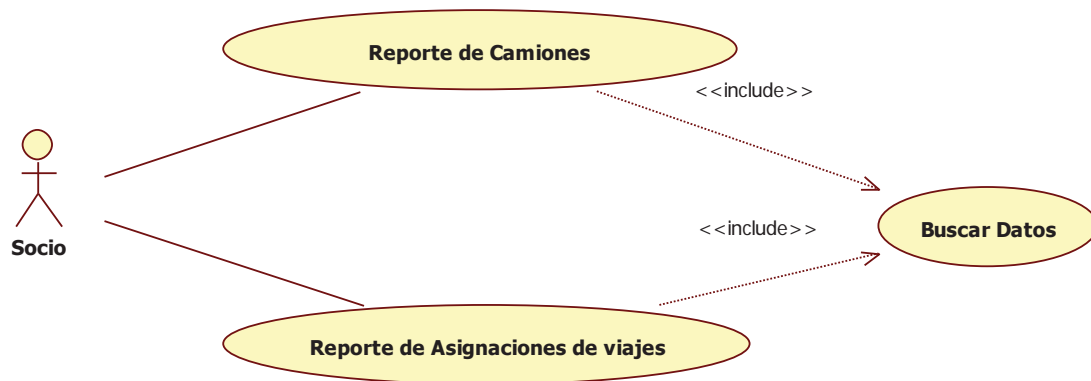 Reporte de Camiones
<<include>>
Socio
Buscar Datos
<<include>>
Reporte de Asignaciones de viajes